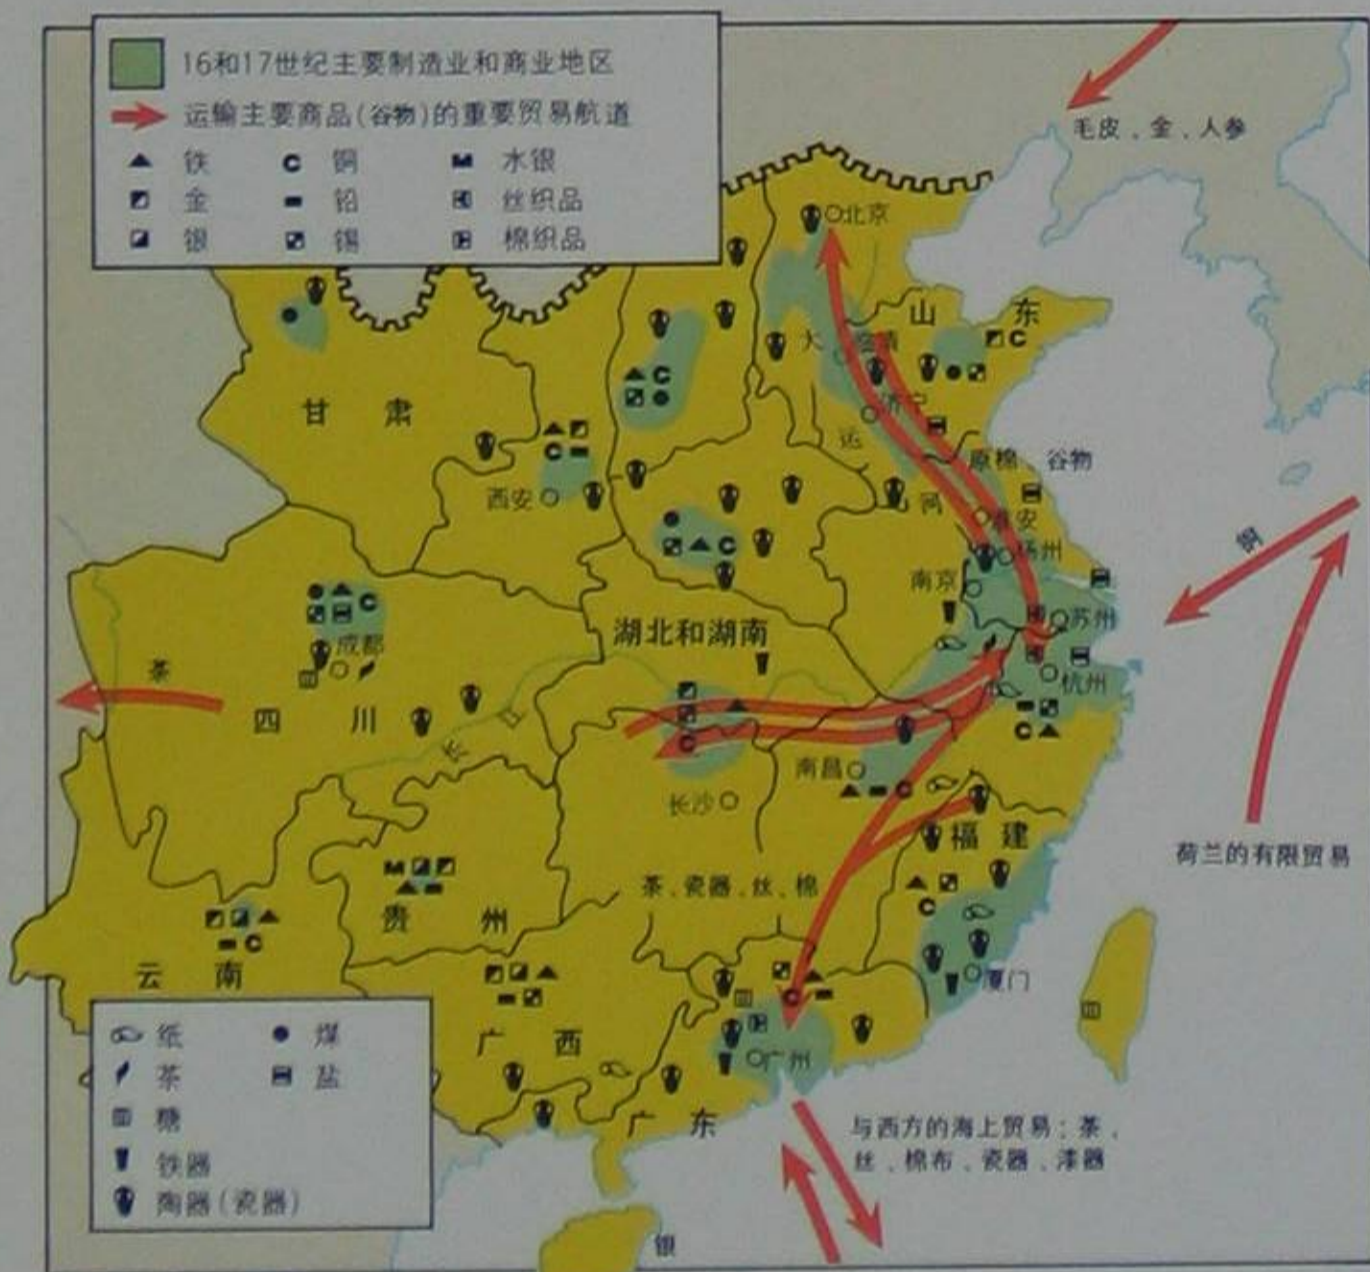 16和17世纪主要制造业和商业地区
运输主要商品(谷物)的重要贸易航道
铁 铜 水银
金 铅 丝织品
银 锡 棉织品
毛皪、金、人参
北京
山东
大
济宁
运
甘肃
原棉、谷物
西安
河
淮安
扬州
铜
南京
苏州
湖北和湖南
成都
茶
杭州
四川
长江
南昌
长沙
福建
荷兰的有限贸易
茶、瓷器、丝、棉
贵州
云南
厦门
广西
广州
广东
纸 煤
茶 盐
糖
铁器
陶器(瓷器)
与西方的海上贸易:茶、
丝、棉布、瓷器、漆器
银